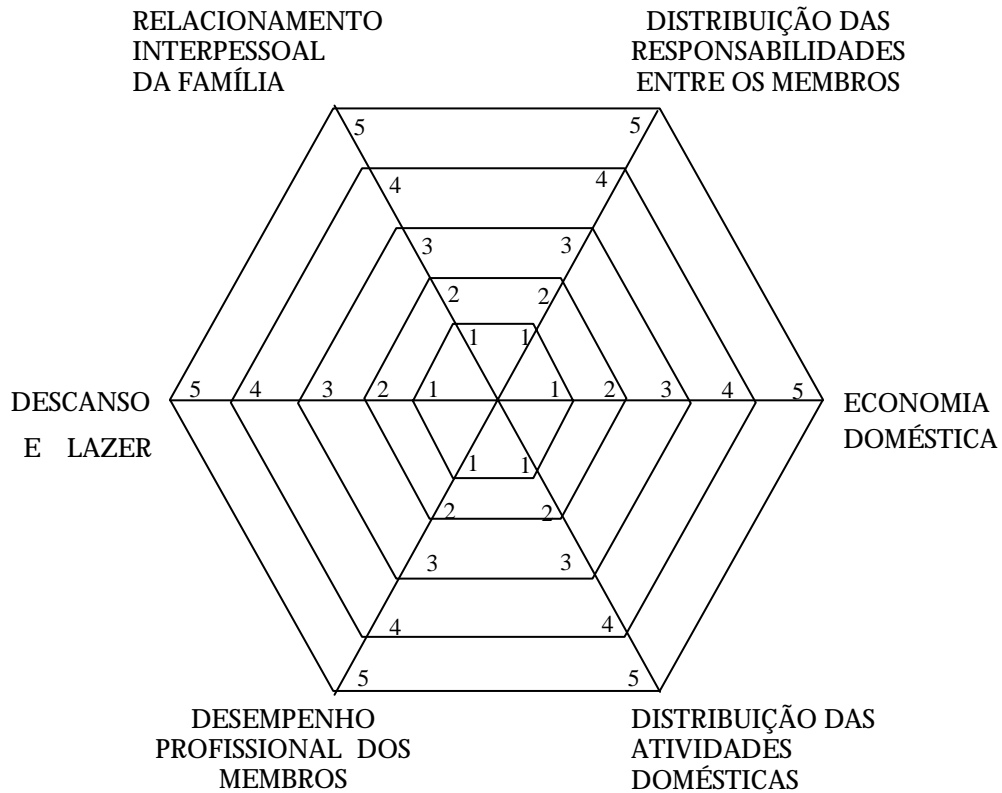 RELACIONAMENTO
INTERPESSOAL
DA FAMÍLIA
DISTRIBUIÇÃO DAS
RESPONSABILIDADES
ENTRE OS MEMBROS
5 5
4 4
3 3
2 2
1 1
DESCANSO
E LAZER
5 4 3 2 1 1 2 3 4 5
ECONOMIA
DOMÉSTICA
1 1
2 2
3 3
4 4
5 5
DESEMPENHO
PROFISSIONAL DOS
MEMBROS
DISTRIBUIÇÃO DAS
ATIVIDADES
DOMÉSTICAS